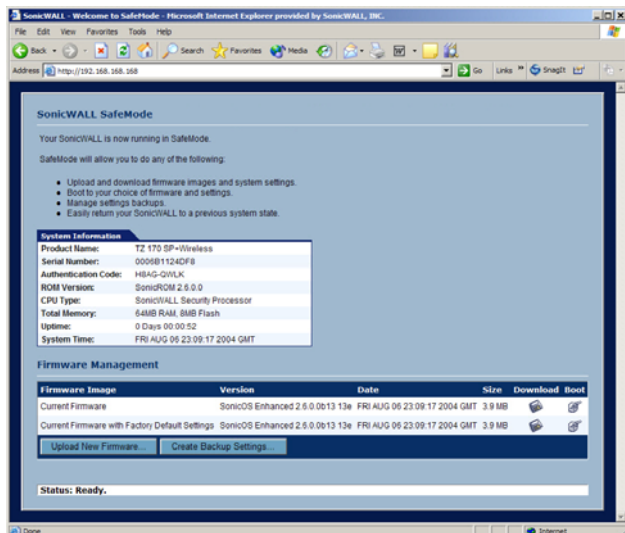 SonicWALL - Welcome to SafeMode - Microsoft Internet Explorer provided by SonicWALL, INC.
File Edit View Favorites Tools Help
Back Search Favorites Media
Address http://192.168.168.168 Go Links SnagIt
SonicWALL SafeMode
Your SonicWALL is now running in SafeMode.
SafeMode will allow you to do any of the following:
• Upload and download firmware images and system settings.
• Boot to your choice of firmware and settings.
• Manage settings backups.
• Easily return your SonicWALL to a previous system state.
System Information
Product Name: TZ 170 SP+Wireless
Serial Number: 0006B1124DF8
Authentication Code: H8AG-QWLK
ROM Version: SonicROM 2.6.0.0
CPU Type: SonicWALL Security Processor
Total Memory: 64MB RAM, 8MB Flash
Uptime: 0 Days 00:00:52
System Time: FRI AUG 06 23:09:17 2004 GMT
Firmware Management
Firmware Image Version Date Size Download Boot
Current Firmware SonicOS Enhanced 2.6.0.0b13 13e FRI AUG 06 23:09:17 2004 GMT 3.9 MB
Current Firmware with Factory Default Settings SonicOS Enhanced 2.6.0.0b13 13e FRI AUG 06 23:09:17 2004 GMT 3.9 MB
Upload New Firmware... Create Backup Settings...
Status: Ready.
Done Internet